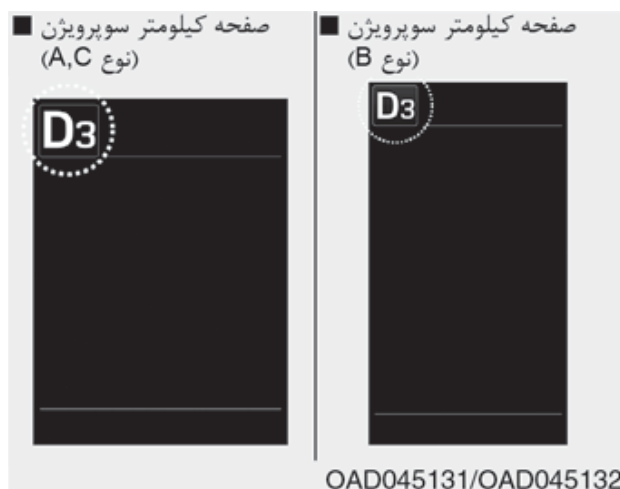 ■ صفحه کیلومتر سوپرویژن
(نوع A,C)
D3
■ صفحه کیلومتر سوپرویژن
(نوع B)
D3
OAD045131/OAD045132